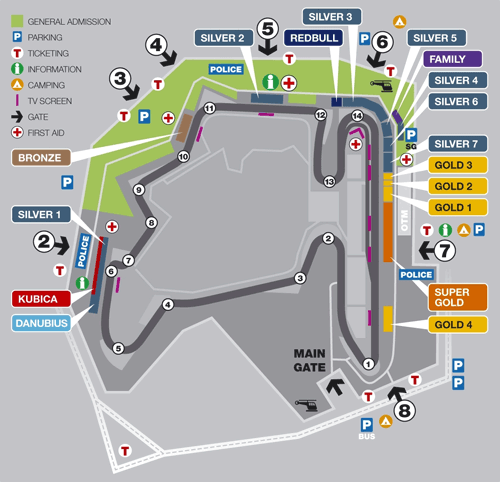 GENERAL ADMISSION
P PARKING
T TICKETING
i INFORMATION
CAMPING
TV SCREEN
GATE
FIRST AID
SILVER 3
SILVER 2
REDBULL
SILVER 5
FAMILY
SILVER 4
SILVER 6
SILVER 7
GOLD 3
GOLD 2
GOLD 1
SUPER
GOLD
GOLD 4
BRONZE
SILVER 1
KUBICA
DANUBIUS
POLICE
POLICE
POLICE
SG
GTM
MAIN
GATE
BUS
2
3
4
5
6
7
8
1
2
3
4
5
6
7
8
9
10
11
12
13
14
P
P
P
P
P
P
P
P
T
T
T
T
T
T
T
T
T
T
i
i
i